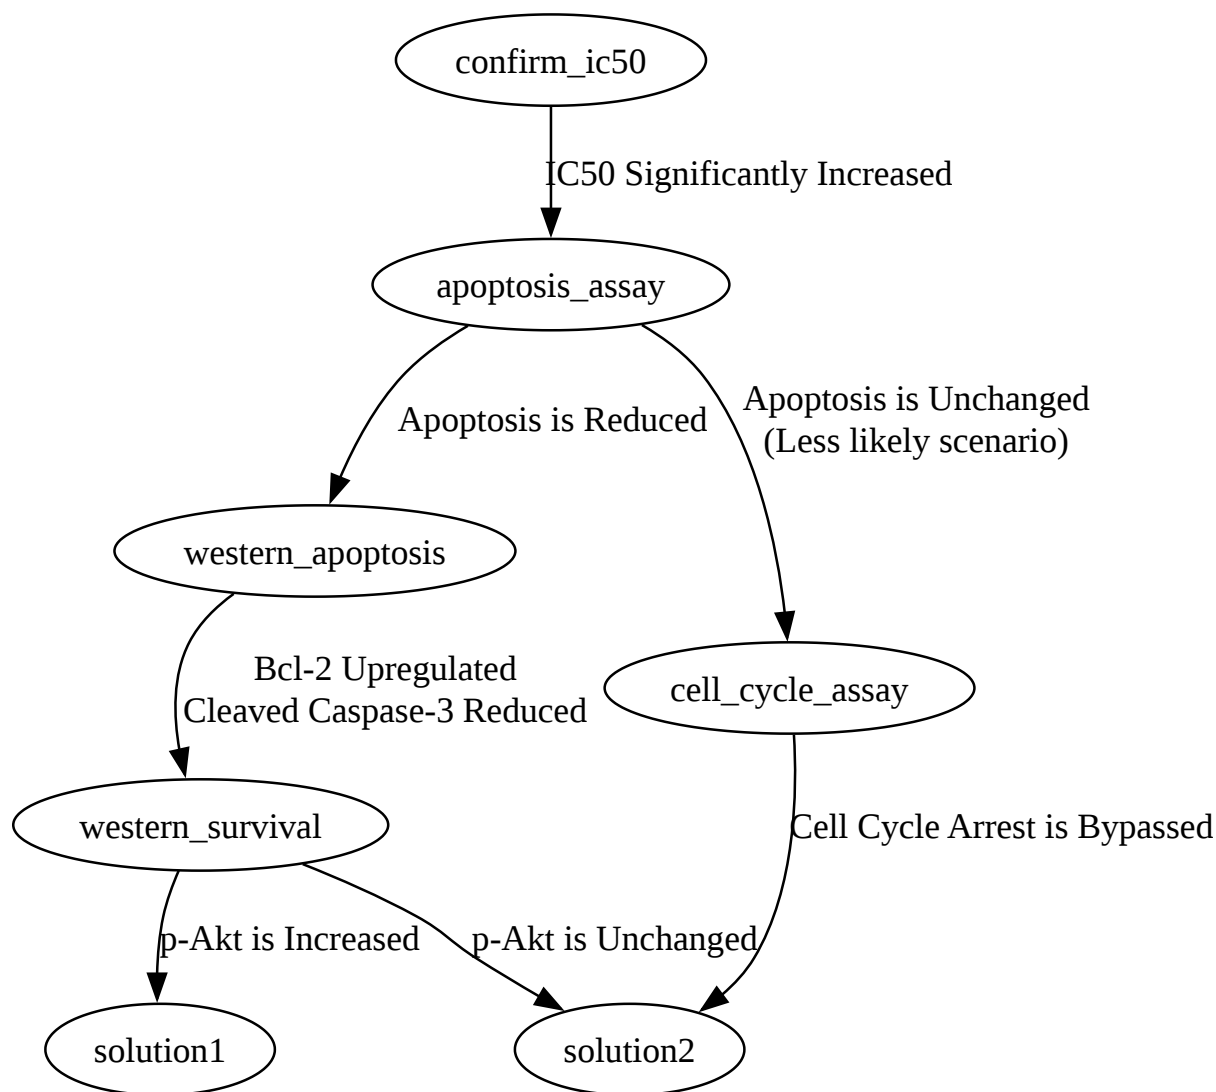 confirm_ic50
IC50 Significantly Increased
apoptosis_assay
Apoptosis is Reduced
Apoptosis is Unchanged
(Less likely scenario)
western_apoptosis
Bcl-2 Upregulated
Cleaved Caspase-3 Reduced
cell_cycle_assay
western_survival
Cell Cycle Arrest is Bypassed
p-Akt is Increased
p-Akt is Unchanged
solution1
solution2